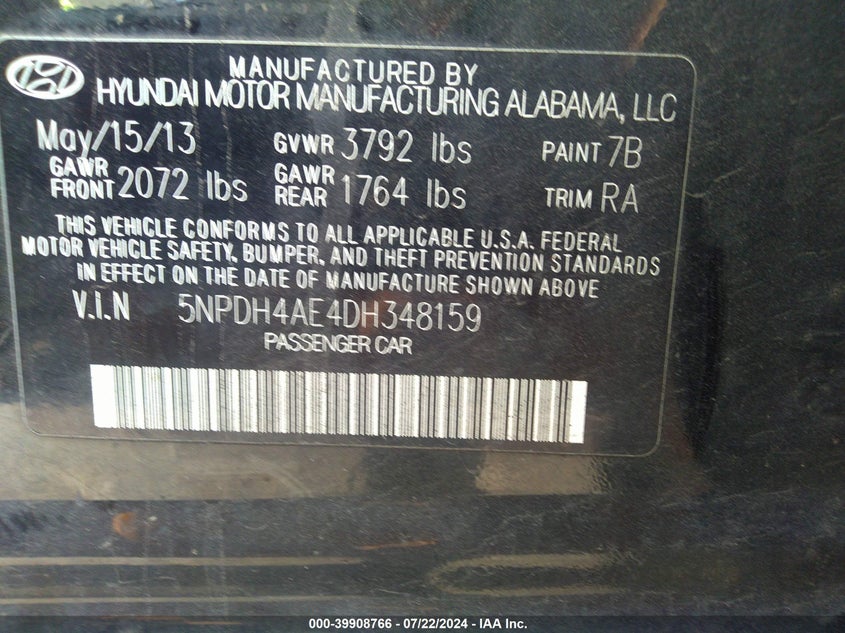 MANUFACTURED BY
HYUNDAI MOTOR MANUFACTURING ALABAMA, LLC
May/15/13 GVWR 3792 lbs PAINT 7B
GAWR FRONT 2072 lbs GAWR REAR 1764 lbs TRIM RA
THIS VEHICLE CONFORMS TO ALL APPLICABLE U.S.A. FEDERAL
MOTOR VEHICLE SAFETY, BUMPER, AND THEFT PREVENTION STANDARDS
IN EFFECT ON THE DATE OF MANUFACTURE SHOWN ABOVE
V.I.N 5NPDH4AE4DH348159
PASSENGER CAR
000-39908766 - 07/22/2024 - IAA Inc.